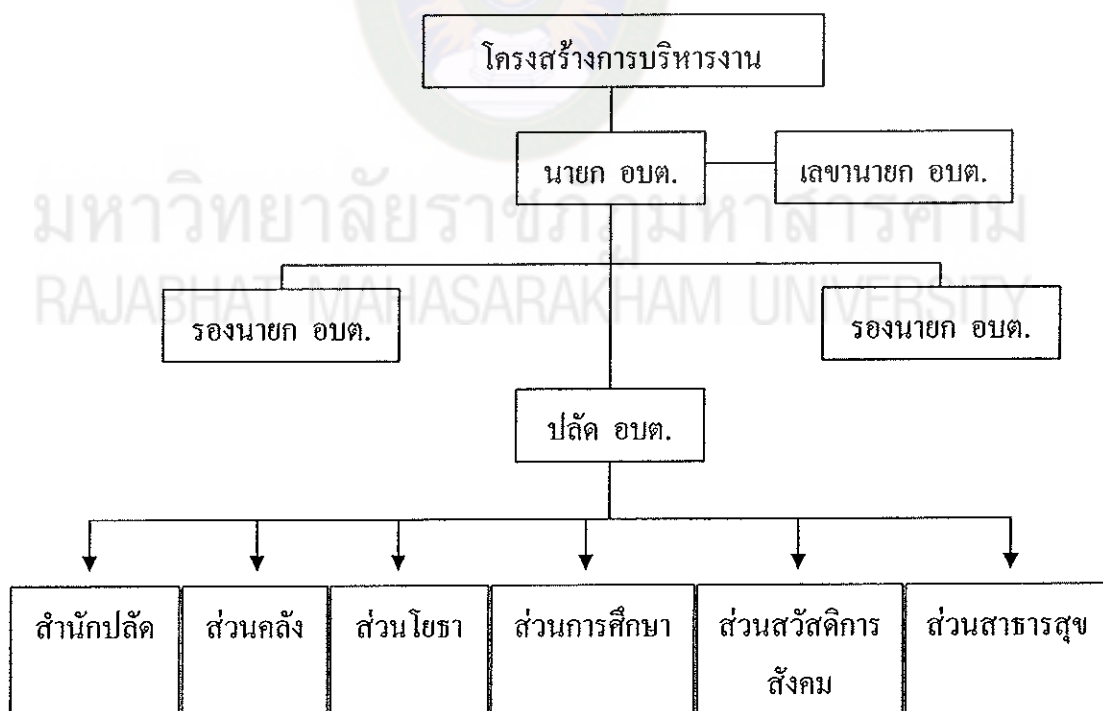 โครงสร้างการบริหารงาน
นายก อบต.
เลขานายก อบต.
มหาวิทยาลัยราชภัฏมหาสารคาม
RAJABHAT MAHASARAKHAM UNIVERSITY
รองนายก อบต.
รองนายก อบต.
ปลัด อบต.
สำนักปลัด
ส่วนคลัง
ส่วนโยธา
ส่วนการศึกษา
ส่วนสวัสดิการ
สังคม
ส่วนสาธารสุข